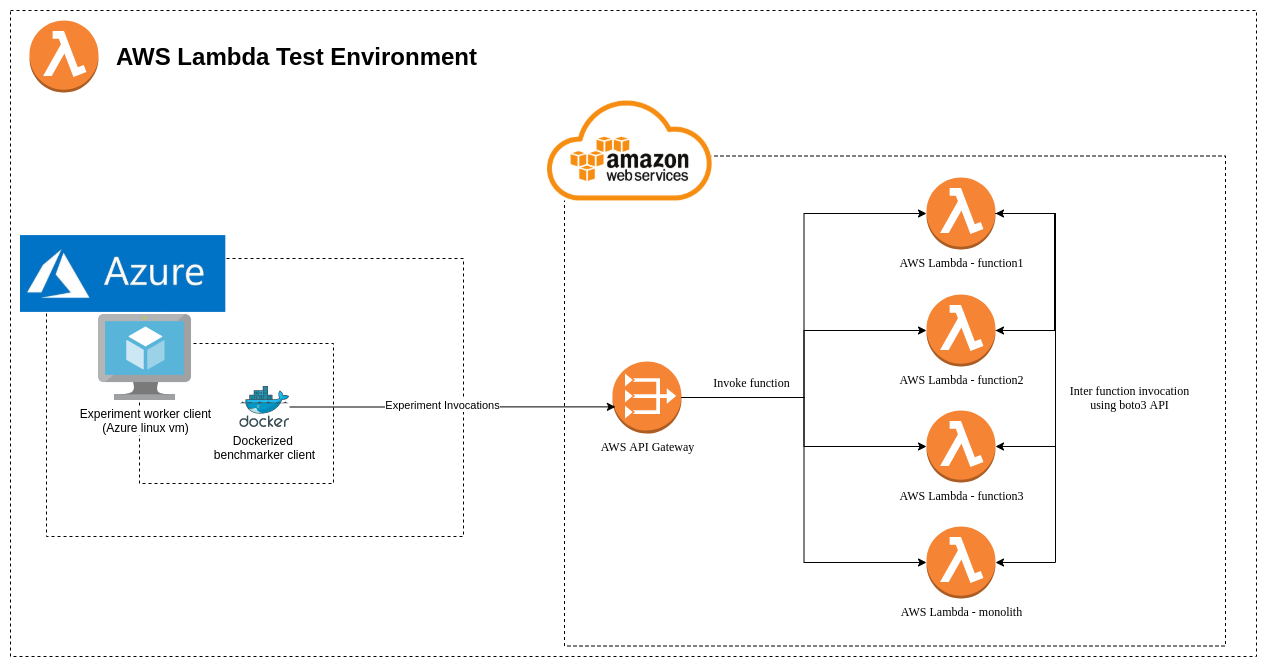 AWS Lambda Test Environment
amazon
web services
Azure
Experiment worker client
(Azure linux vm)
docker
Dockerized
benchmarker client
Experiment Invocations
AWS API Gateway
Invoke function
AWS Lambda - function1
AWS Lambda - function2
AWS Lambda - function3
AWS Lambda - monolith
Inter function invocation
using boto3 API